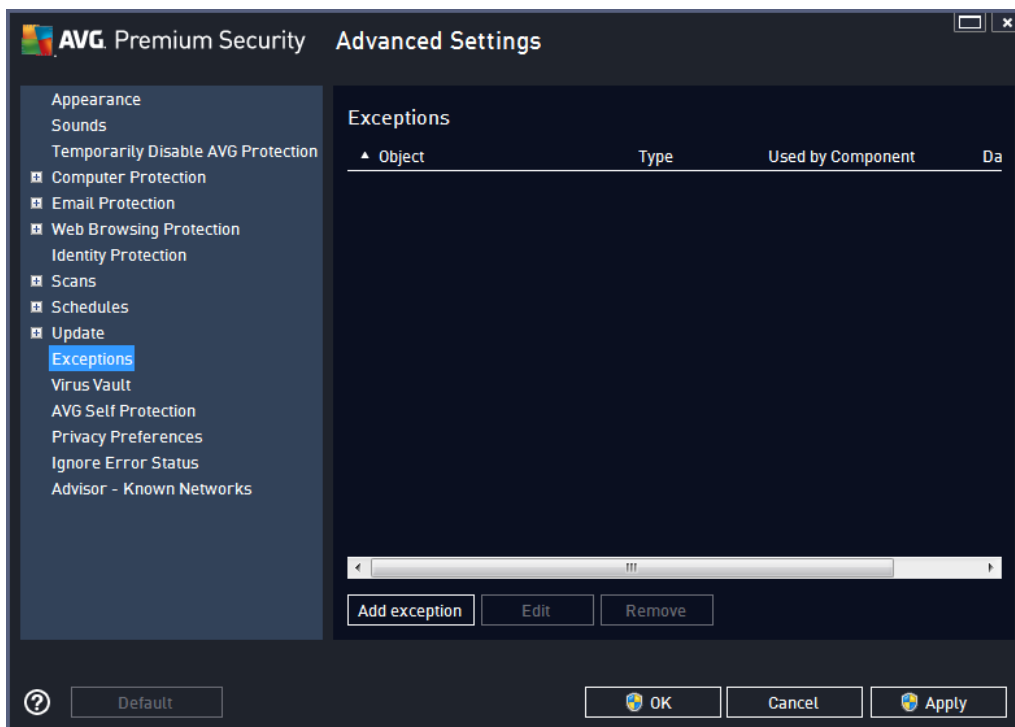 AVG. Premium Security Advanced Settings
Appearance
Sounds
Temporarily Disable AVG Protection
Computer Protection
Email Protection
Web Browsing Protection
Identity Protection
Scans
Schedules
Update
Exceptions
Virus Vault
AVG Self Protection
Privacy Preferences
Ignore Error Status
Advisor - Known Networks
Exceptions
Object Type Used by Component Da
Add exception Edit Remove
? Default OK Cancel Apply